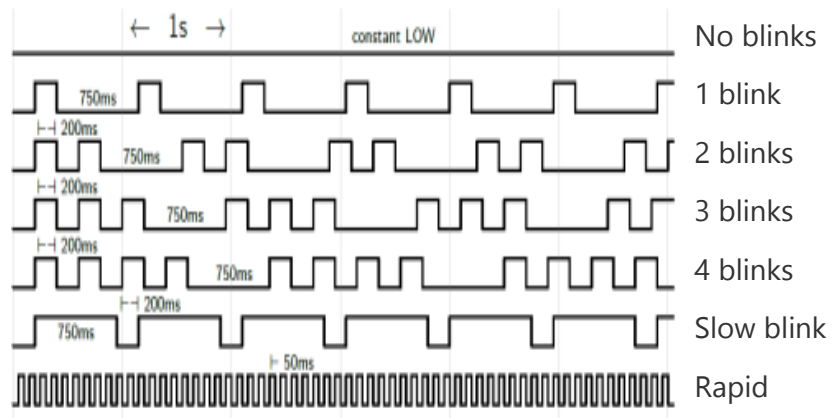 ← 1s →
constant LOW
No blinks
750ms
1 blink
200ms
750ms
2 blinks
200ms
750ms
3 blinks
200ms
750ms
4 blinks
200ms
750ms
Slow blink
50ms
Rapid